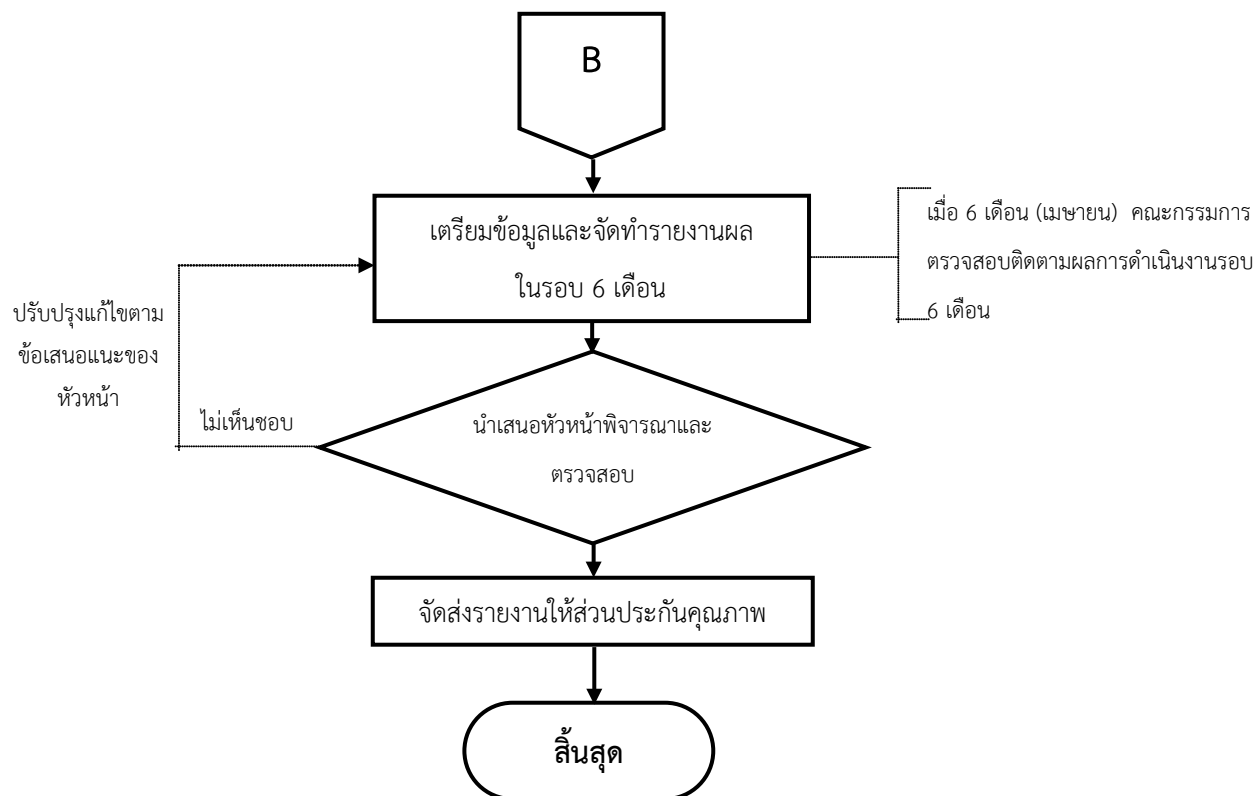 B
เตรียมข้อมูลและจัดทำรายงานผล
ในรอบ 6 เดือน
เมื่อ 6 เดือน (เมษายน) คณะกรรมการ
ตรวจสอบติดตามผลการดำเนินงานรอบ
6 เดือน
ปรับปรุงแก้ไขตาม
ข้อเสนอแนะของ
หัวหน้า
ไม่เห็นชอบ
นำเสนอหัวหน้าพิจารณาและ
ตรวจสอบ
จัดส่งรายงานให้ส่วนประกันคุณภาพ
สิ้นสุด